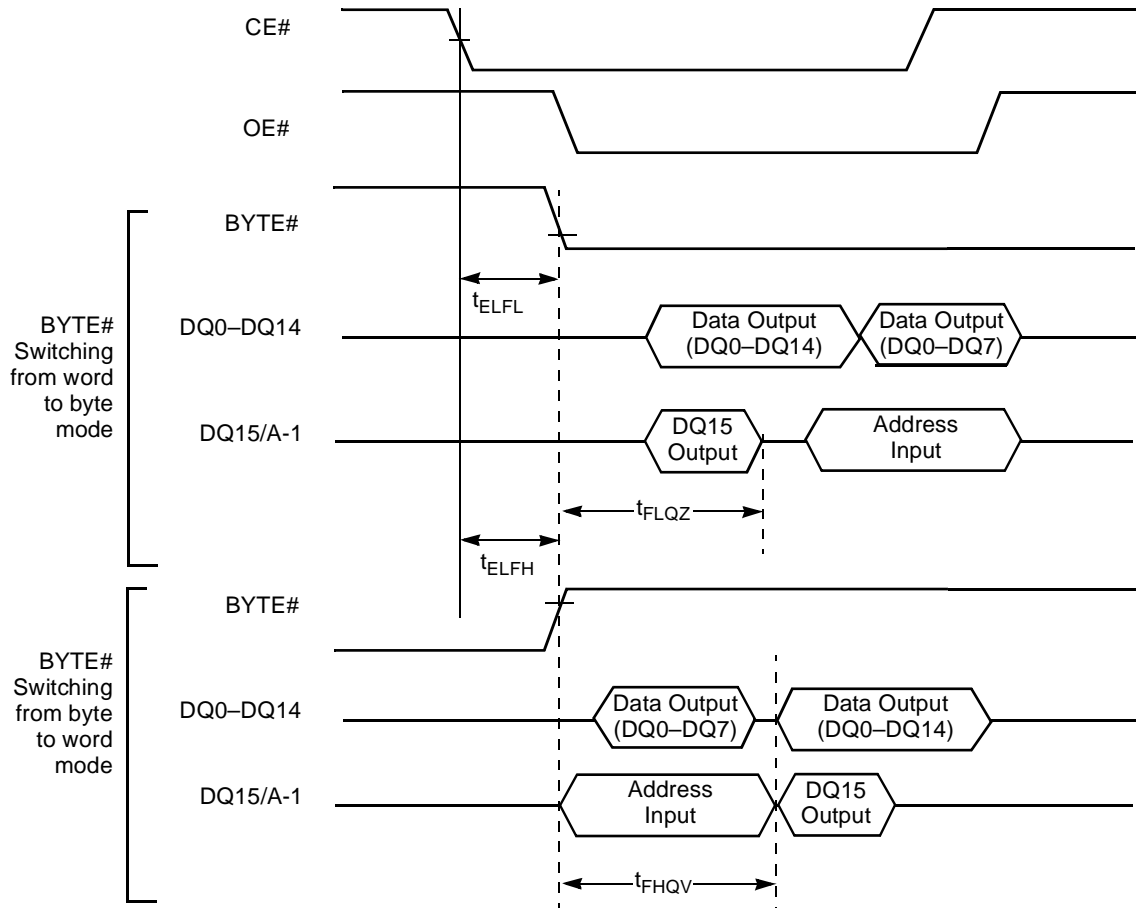 CE#
OE#
BYTE#
tELFL
BYTE#
Switching
from word
to byte
mode
DQ0–DQ14
Data Output
(DQ0–DQ14)
Data Output
(DQ0–DQ7)
DQ15/A-1
DQ15
Output
Address
Input
tFLQZ
tELFH
BYTE#
BYTE#
Switching
from byte
to word
mode
DQ0–DQ14
Data Output
(DQ0–DQ7)
Data Output
(DQ0–DQ14)
DQ15/A-1
Address
Input
DQ15
Output
tFHQV